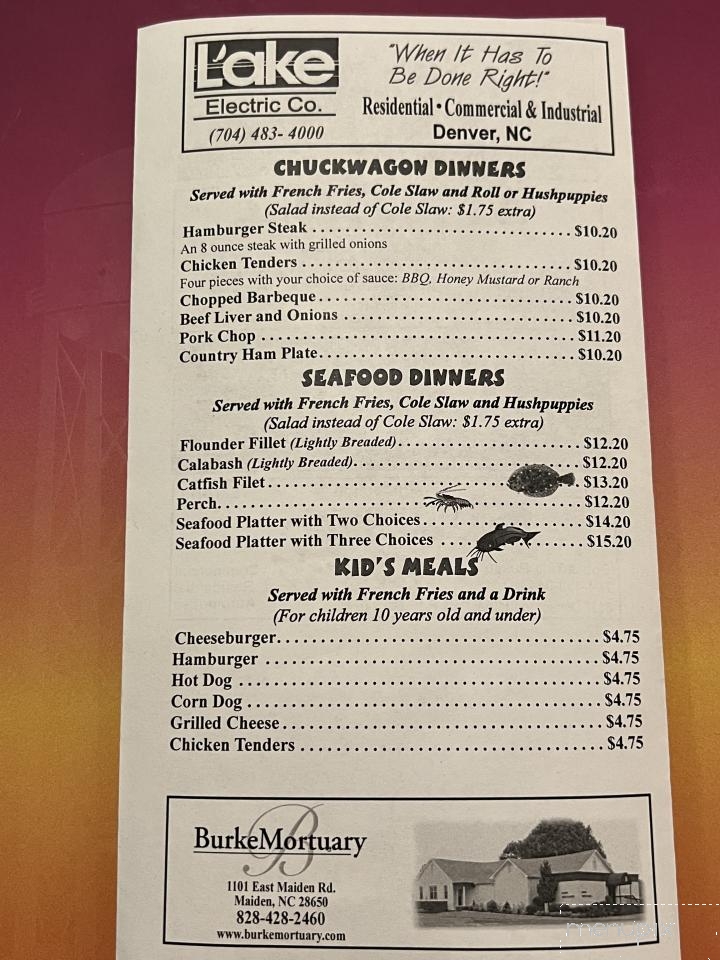 Lake
Electric Co.
(704) 483- 4000
"When It Has To
Be Done Right!"
Residential • Commercial & Industrial
Denver, NC
CHUCKWAGON DINNERS
Served with French Fries, Cole Slaw and Roll or Hushpuppies
(Salad instead of Cole Slaw: $1.75 extra)
Hamburger Steak $10.20
An 8 ounce steak with grilled onions
Chicken Tenders $10.20
Four pieces with your choice of sauce: BBQ, Honey Mustard or Ranch
Chopped Barbeque $10.20
Beef Liver and Onions $10.20
Pork Chop $11.20
Country Ham Plate $10.20
SEAFOOD DINNERS
Served with French Fries, Cole Slaw and Hushpuppies
(Salad instead of Cole Slaw: $1.75 extra)
Flounder Fillet (Lightly Breaded) $12.20
Calabash (Lightly Breaded) $12.20
Catfish Filet $13.20
Perch $12.20
Seafood Platter with Two Choices $14.20
Seafood Platter with Three Choices $15.20
KID'S MEALS
Served with French Fries and a Drink
(For children 10 years old and under)
Cheeseburger $4.75
Hamburger $4.75
Hot Dog $4.75
Corn Dog $4.75
Grilled Cheese $4.75
Chicken Tenders $4.75
B
BurkeMortuary
1101 East Maiden Rd.
Maiden, NC 28650
828-428-2460
www.burkemortuary.com